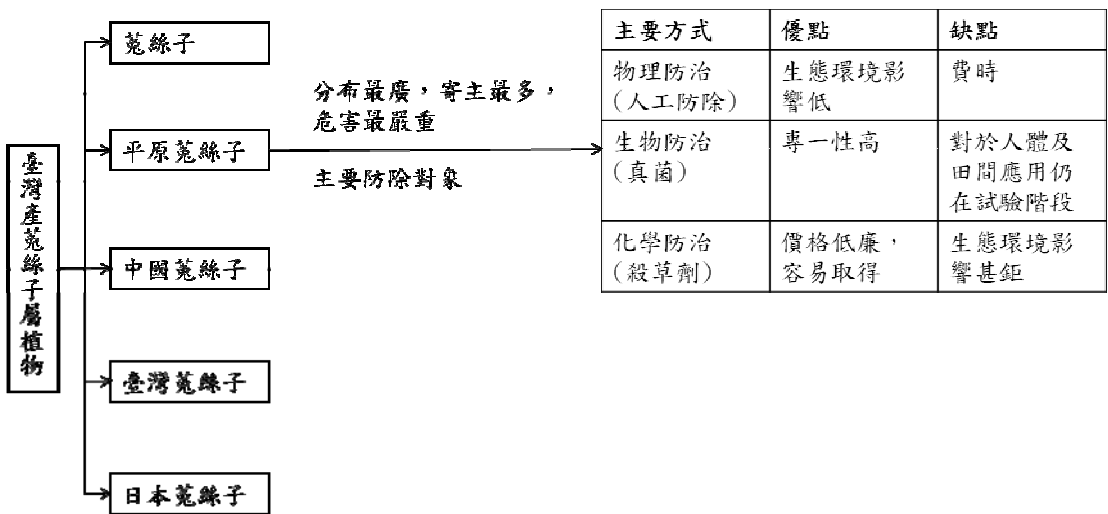 臺灣產菟絲子屬植物
菟絲子
平原菟絲子
中國菟絲子
臺灣菟絲子
日本菟絲子
分布最廣，寄主最多，
危害最嚴重
主要防除對象
主要方式 優點 缺點
物理防治 生態環境影 費時
（人工防除） 響低
生物防治 專一性高 對於人體及
（真菌） 田間應用仍
在試驗階段
化學防治 價格低廉， 生態環境影
（殺草劑） 容易取得 響甚鉅